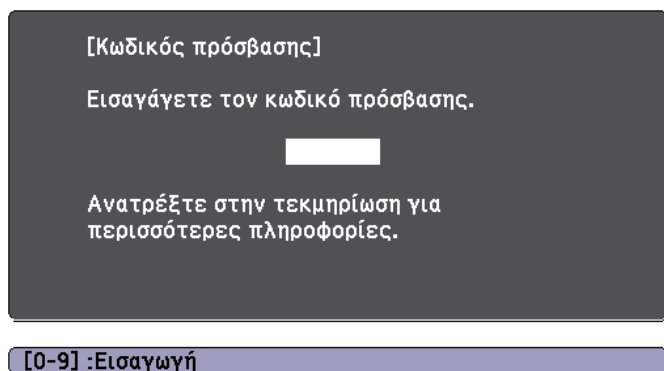 [Κωδικός πρόσβασης]
Εισαγάγετε τον κωδικό πρόσβασης.
Ανατρέξτε στην τεκμηρίωση για
περισσότερες πληροφορίες.
[0-9] :Εισαγωγή